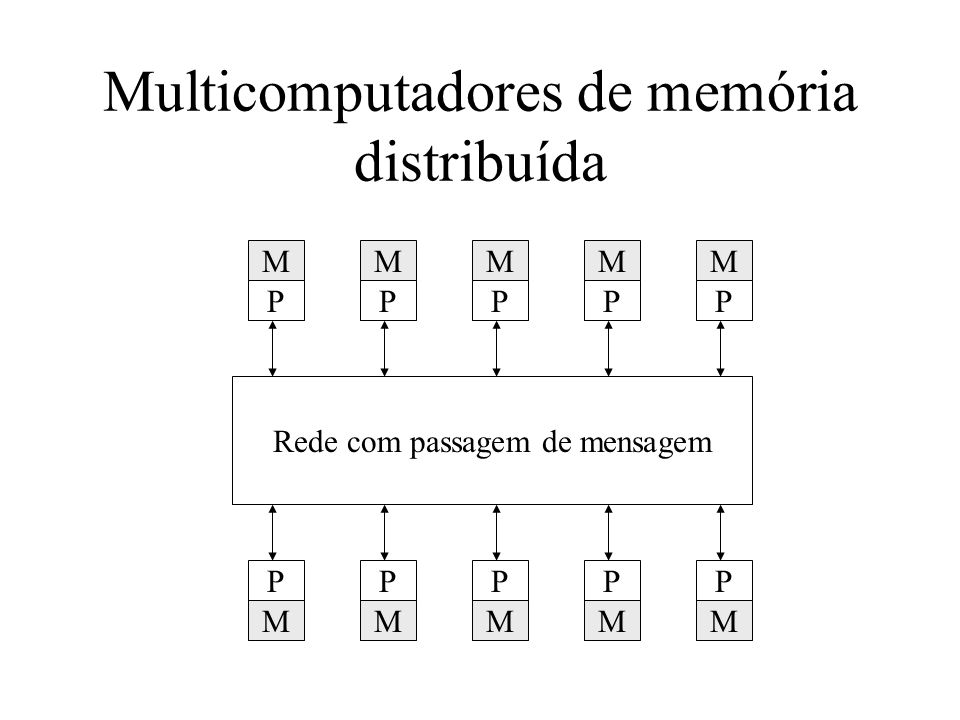 Multicomputadores de memória
distribuída
M M M M M
P P P P P
Rede com passagem de mensagem
P P P P P
M M M M M